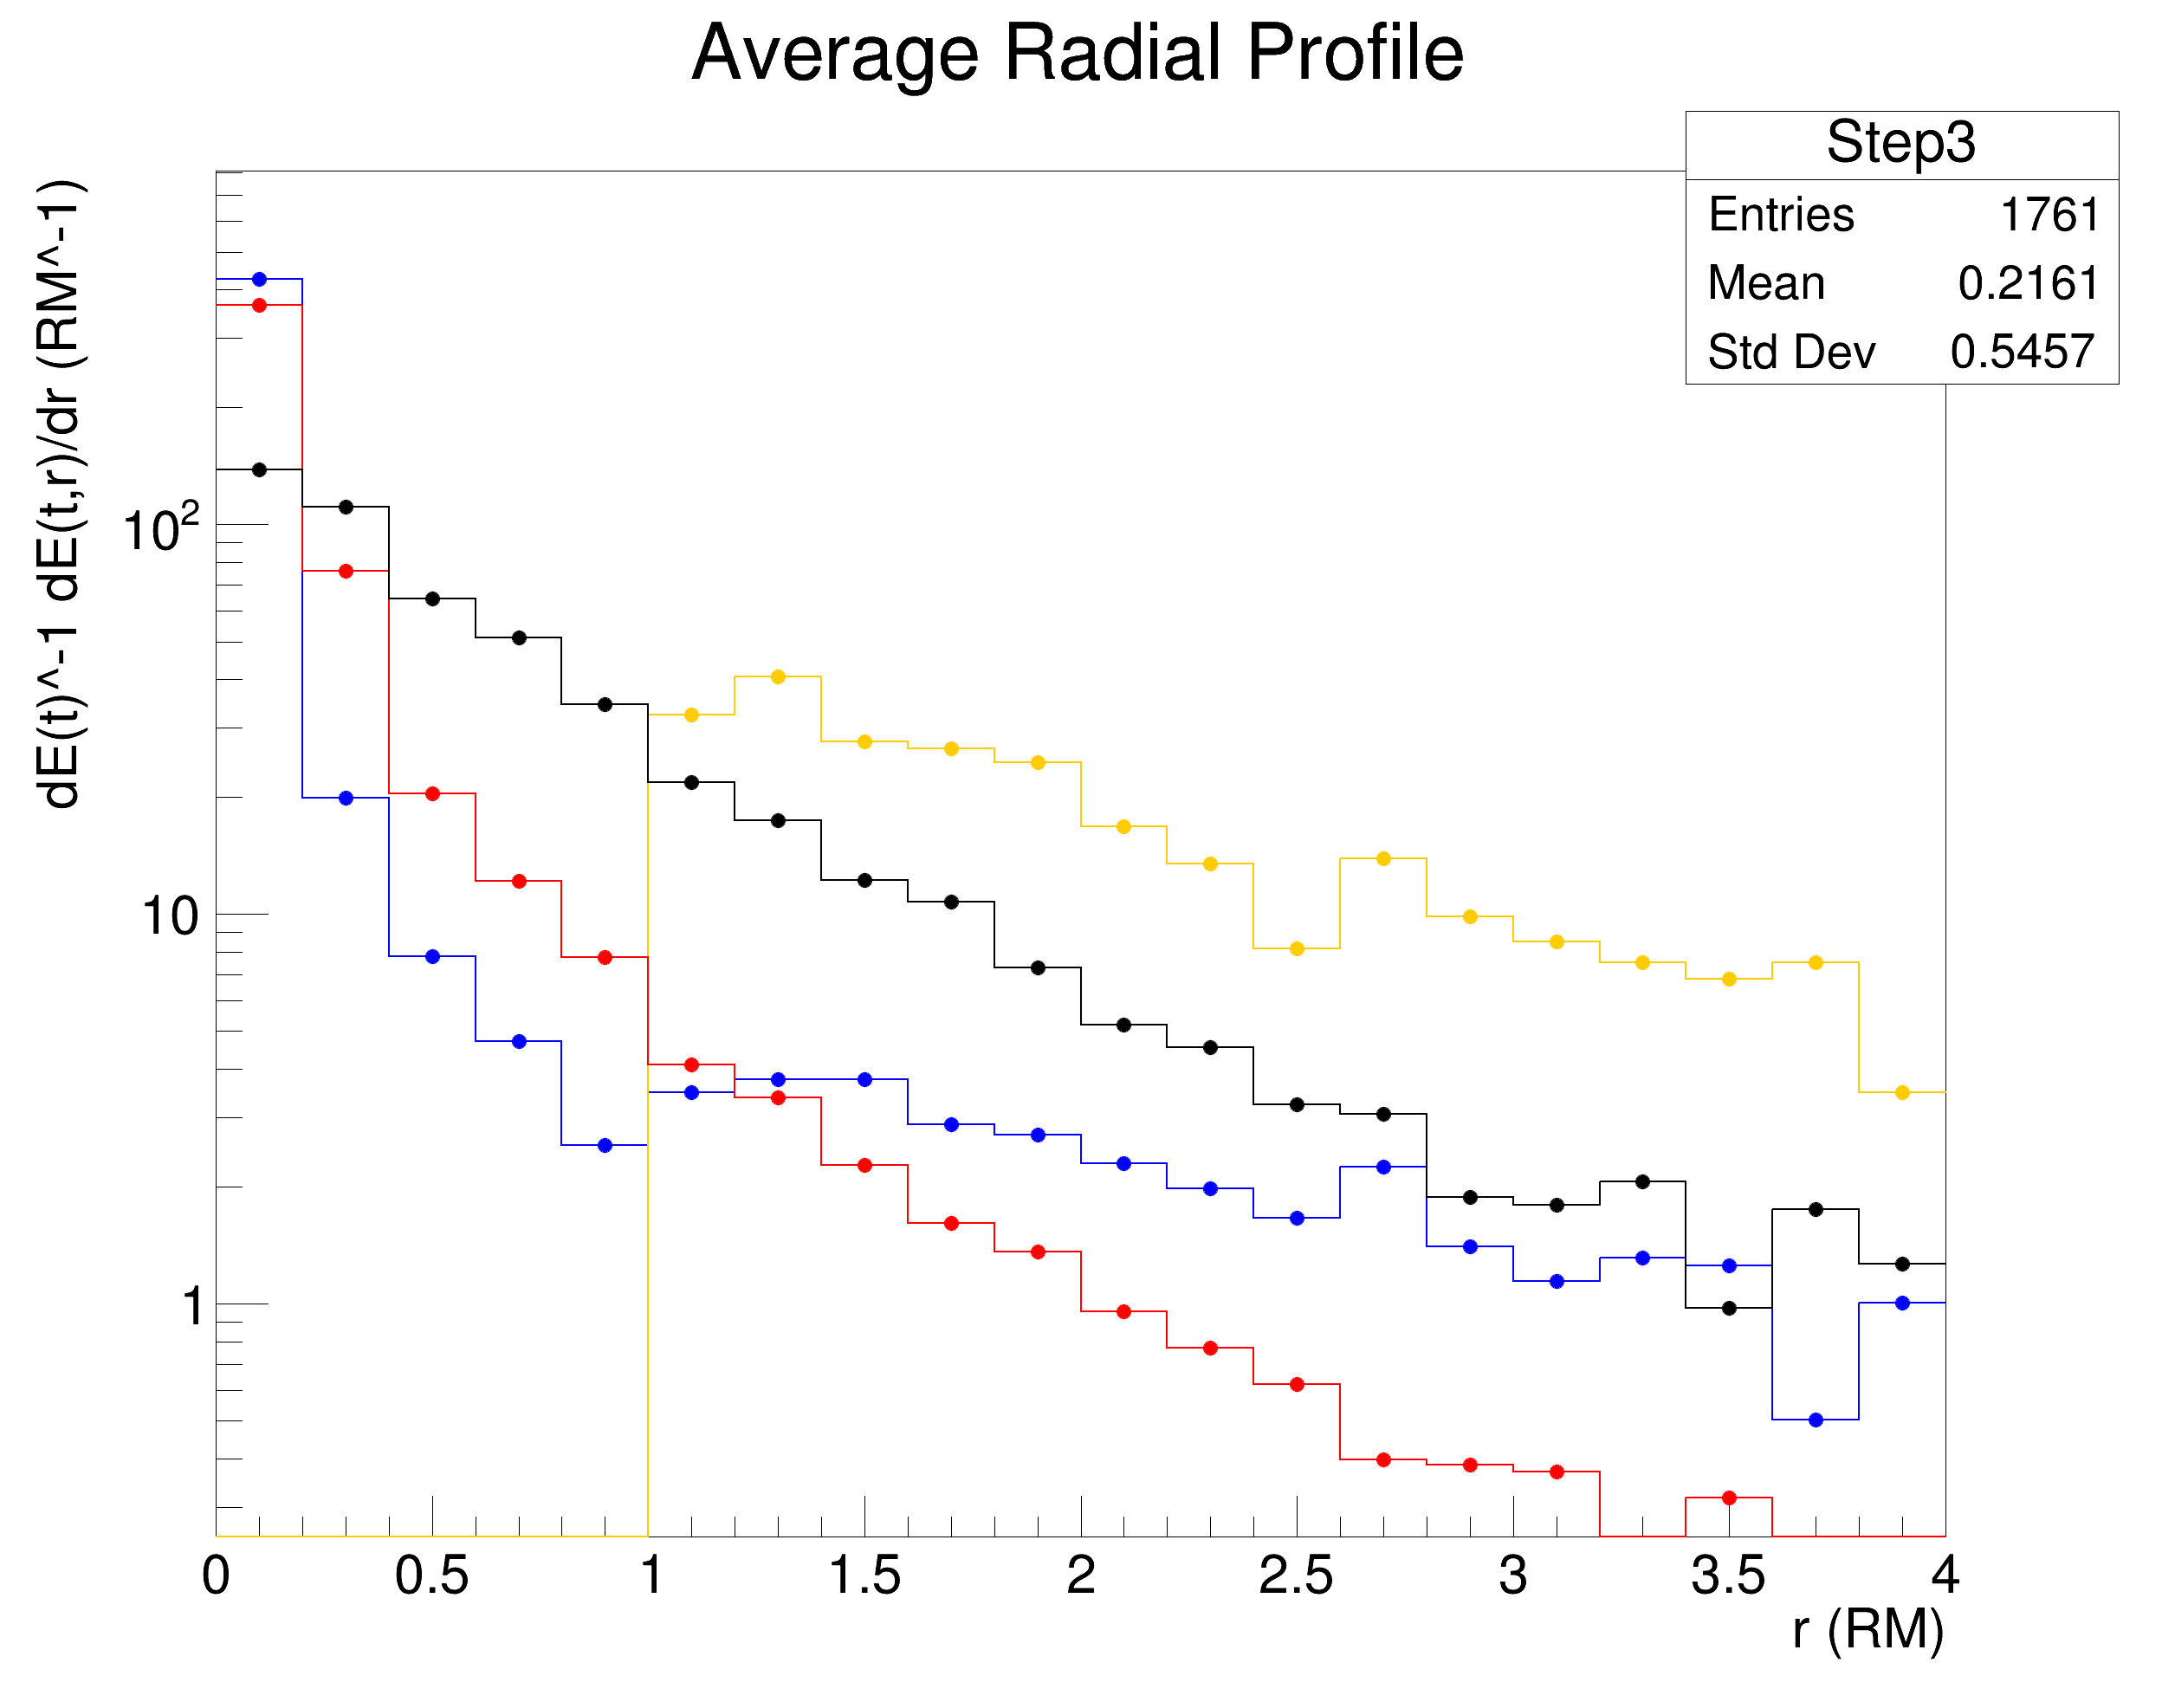 Average Radial Profile
Step3
Entries 1761
Mean 0.2161
Std Dev 0.5457
dE(t)^-1 dE(t,r)/dr (RM^-1)
10²
10
1
0 0.5 1 1.5 2 2.5 3 3.5 4
r (RM)